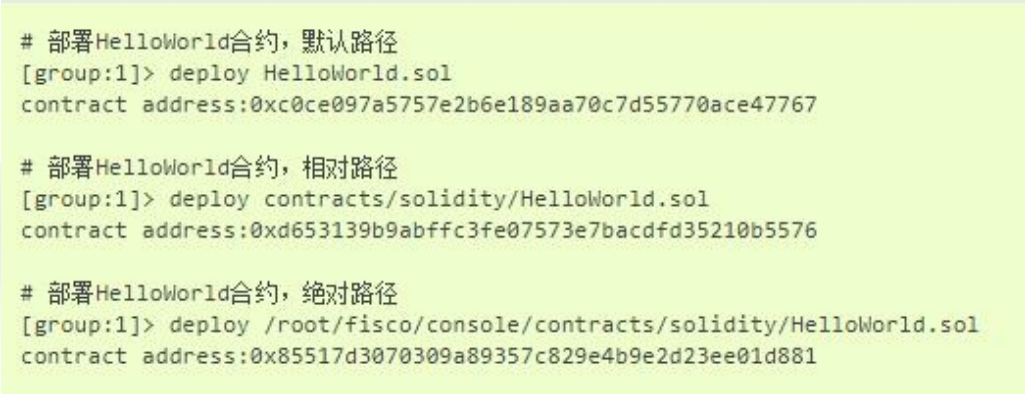 # 部署HelloWorld合约，默认路径
[group:1]> deploy HelloWorld.sol
contract address:0xc0ce097a5757e2b6e189aa70c7d55770ace47767
# 部署HelloWorld合约，相对路径
[group:1]> deploy contracts/solidity/HelloWorld.sol
contract address:0xd653139b9abffc3fe07573e7bacdfd35210b5576
# 部署HelloWorld合约，绝对路径
[group:1]> deploy /root/fisco/console/contracts/solidity/HelloWorld.sol
contract address:0x85517d3070309a89357c829e4b9e2d23ee01d881